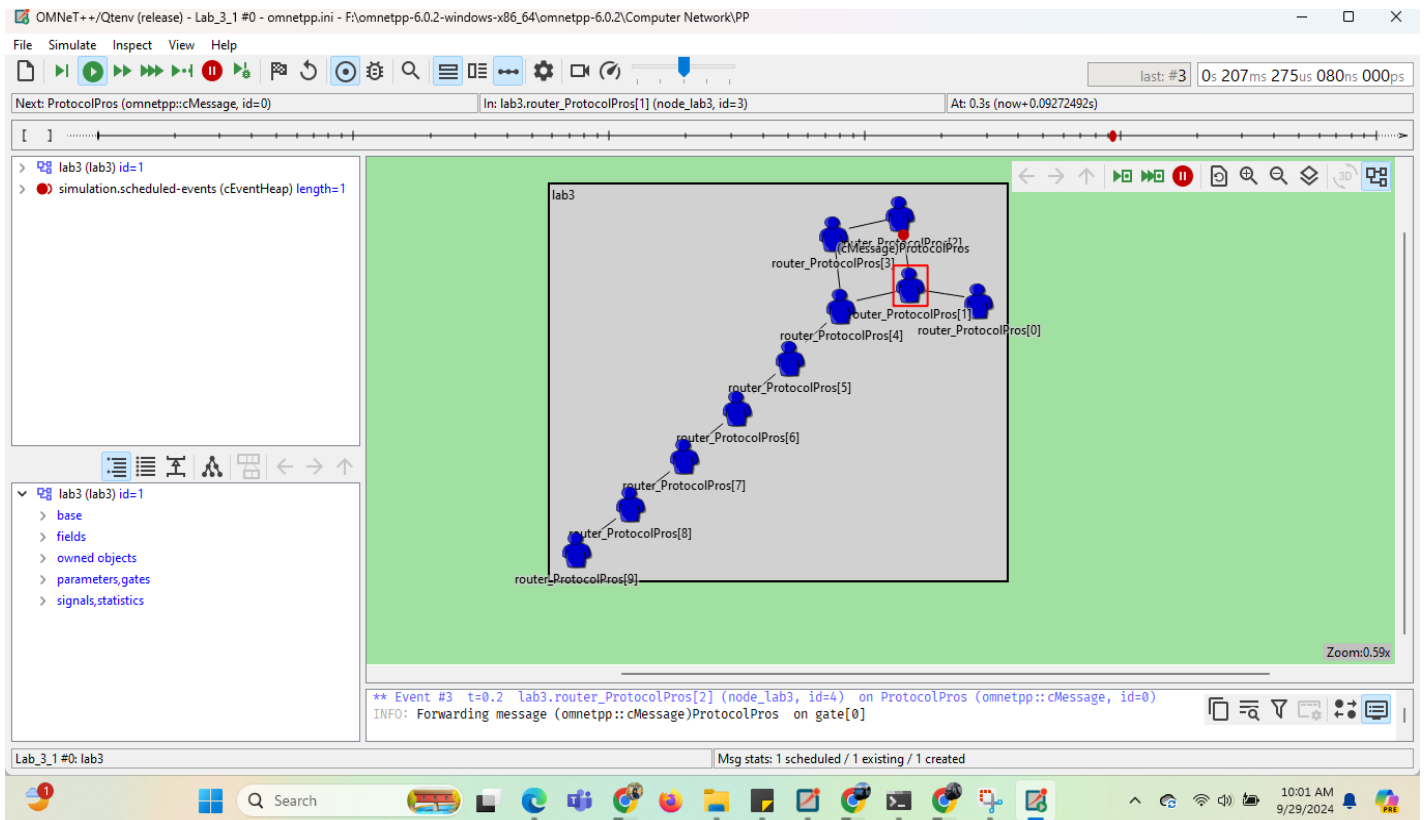 OMNeT++/Qtenv (release) - Lab_3_1 #0 - omnetpp.ini - F:\omnetpp-6.0.2-windows-x86_64\omnetpp-6.0.2\Computer Network\PP
File Simulate Inspect View Help
last: #3 0s 207ms 275us 080ns 000ps
Next: ProtocolPros (omnetpp::cMessage, id=0) In: lab3.router_ProtocolPros[1] (node_lab3, id=3) At: 0.3s (now+0.09272492s)
[ ]
lab3 (lab3) id=1
simulation.scheduled-events (cEventHeap) length=1
3D
lab3
router_ProtocolPros[2]
(cMessage)ProtocolPros
router_ProtocolPros[3]
router_ProtocolPros[1]
router_ProtocolPros[0]
router_ProtocolPros[4]
router_ProtocolPros[5]
router_ProtocolPros[6]
router_ProtocolPros[7]
router_ProtocolPros[8]
router_ProtocolPros[9]
Zoom:0.59x
lab3 (lab3) id=1
base
fields
owned objects
parameters,gates
signals,statistics
** Event #3 t=0.2 lab3.router_ProtocolPros[2] (node_lab3, id=4) on ProtocolPros (omnetpp::cMessage, id=0)
INFO: Forwarding message (omnetpp::cMessage)ProtocolPros on gate[0]
Lab_3_1 #0: lab3 Msg stats: 1 scheduled / 1 existing / 1 created
1
Search
10:01 AM
9/29/2024
PRE